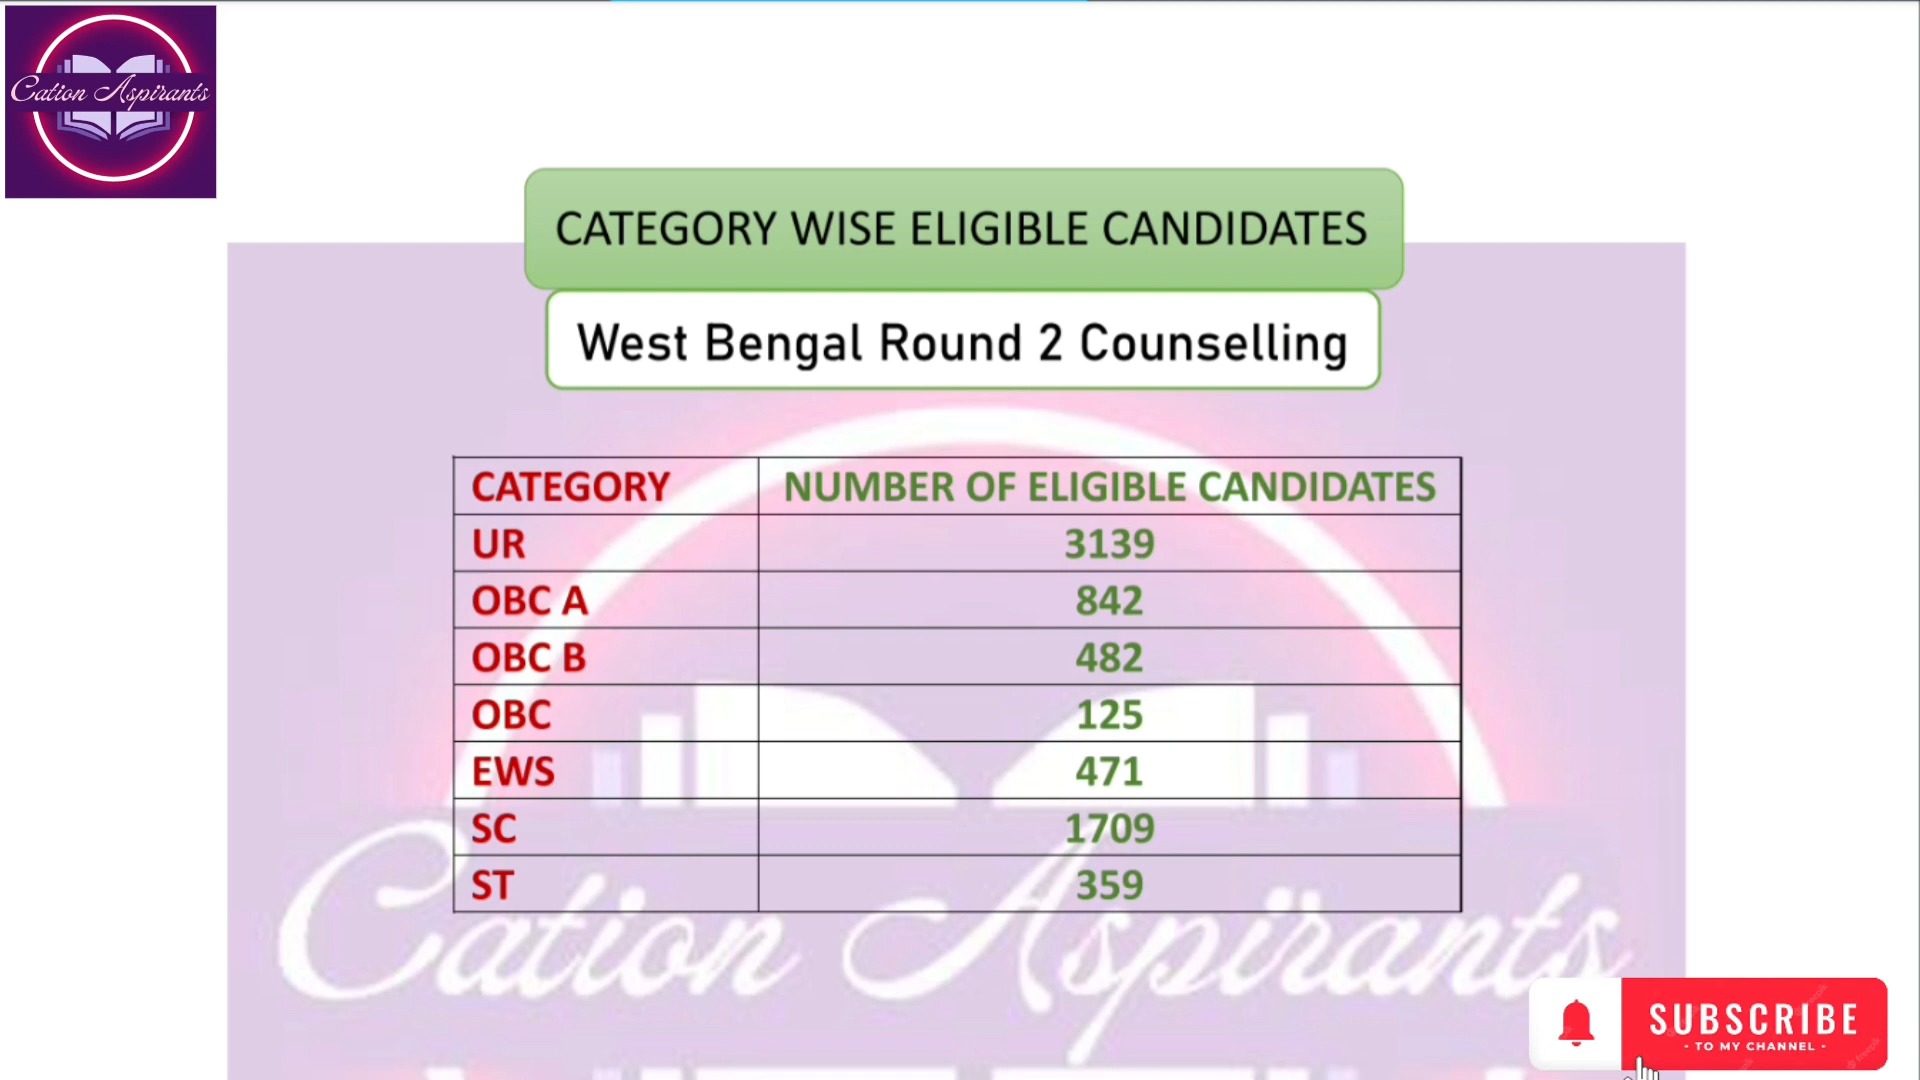 Cation Aspirants
CATEGORY WISE ELIGIBLE CANDIDATES
West Bengal Round 2 Counselling
CATEGORY NUMBER OF ELIGIBLE CANDIDATES
UR 3139
OBC A 842
OBC B 482
OBC 125
EWS 471
SC 1709
ST 359
Cation Aspirants
SUBSCRIBE
- TO MY CHANNEL -